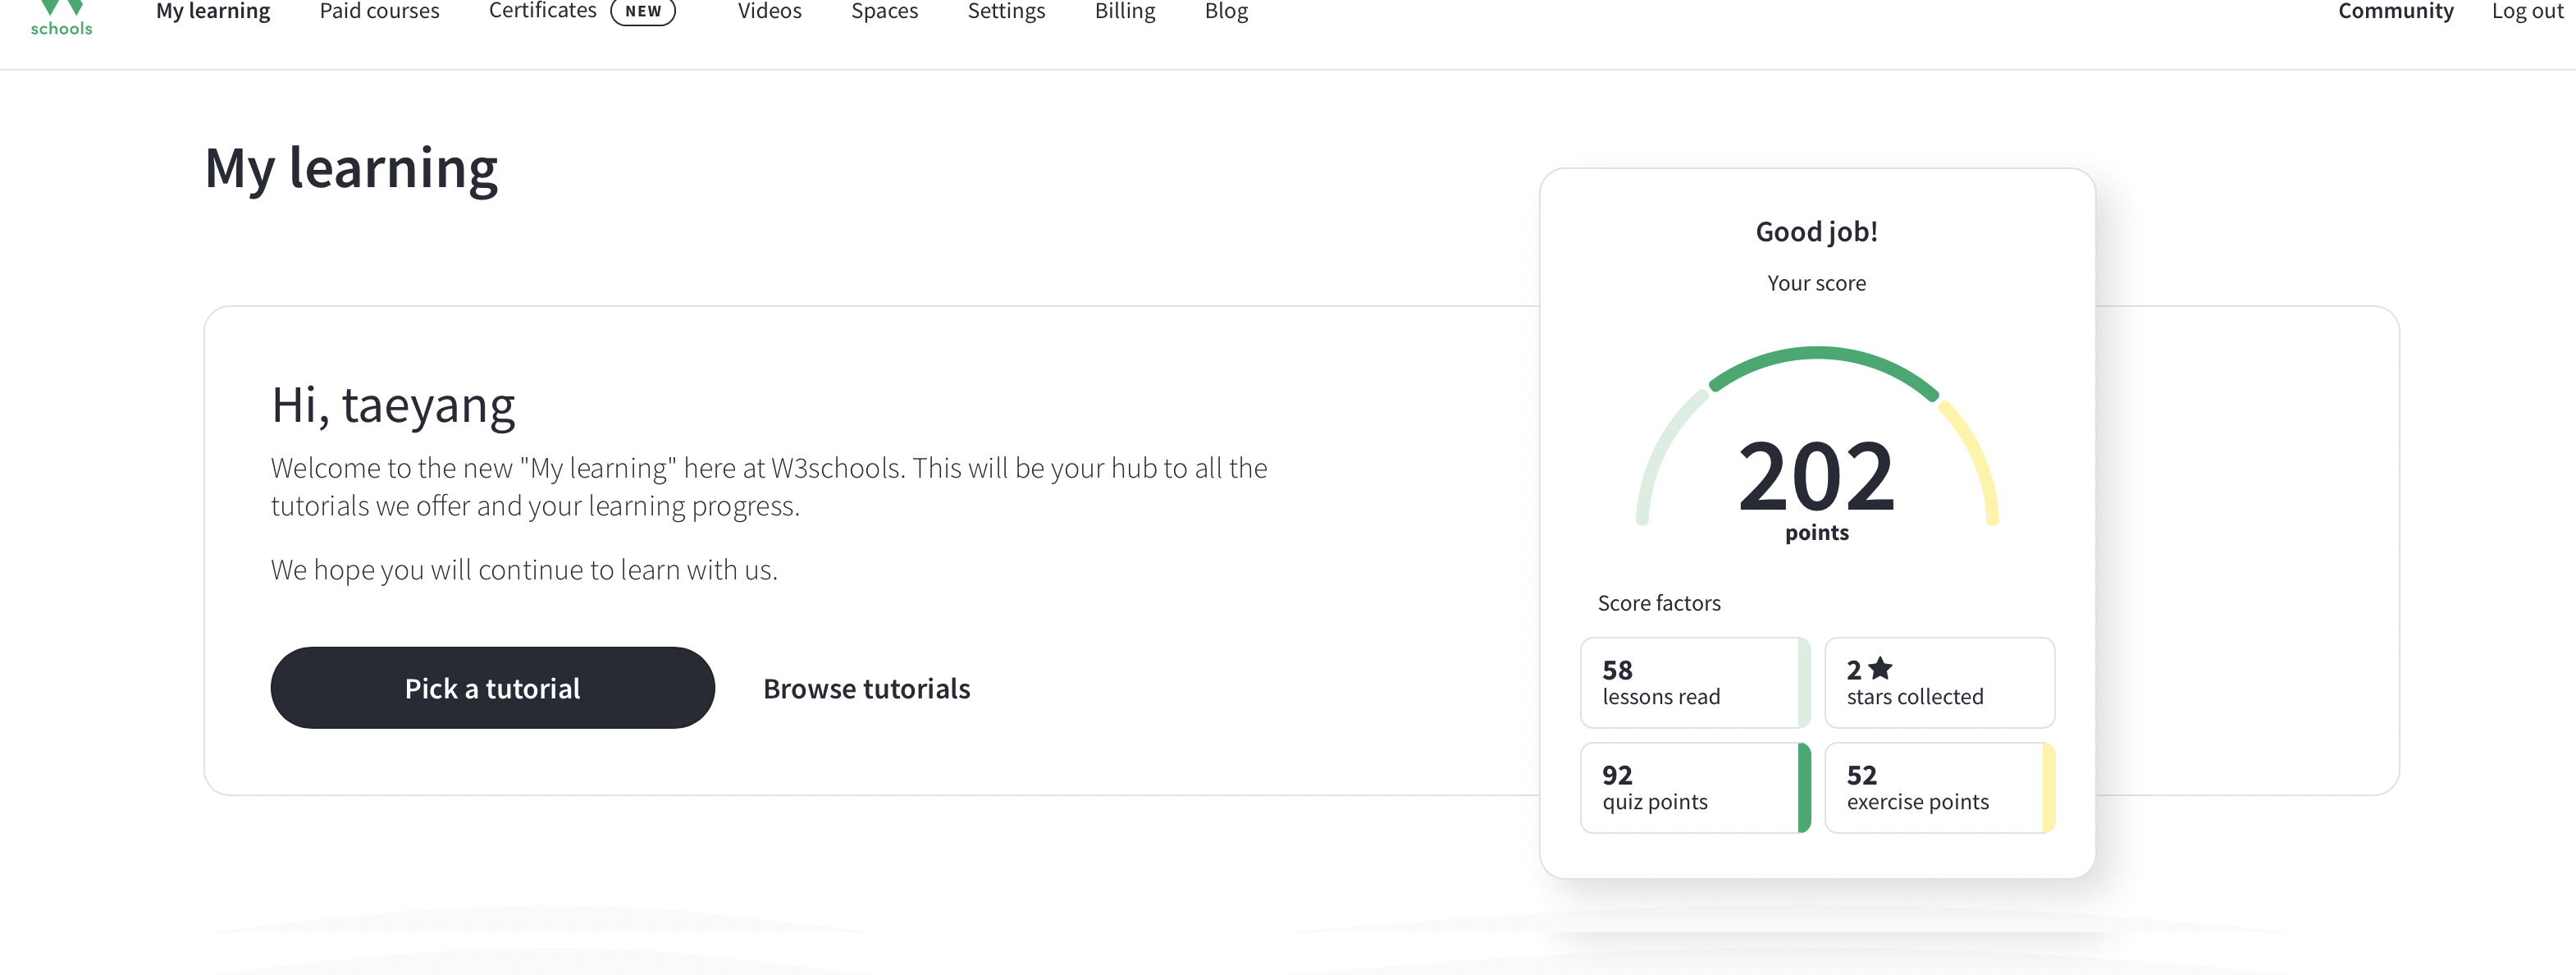 schools
My learning
Paid courses
Certificates NEW
Videos
Spaces
Settings
Billing
Blog
Community
Log out
My learning
Hi, taeyang
Welcome to the new "My learning" here at W3schools. This will be your hub to all the
tutorials we offer and your learning progress.
We hope you will continue to learn with us.
Pick a tutorial
Browse tutorials
Good job!
Your score
202
points
Score factors
58
lessons read
2 ★
stars collected
92
quiz points
52
exercise points